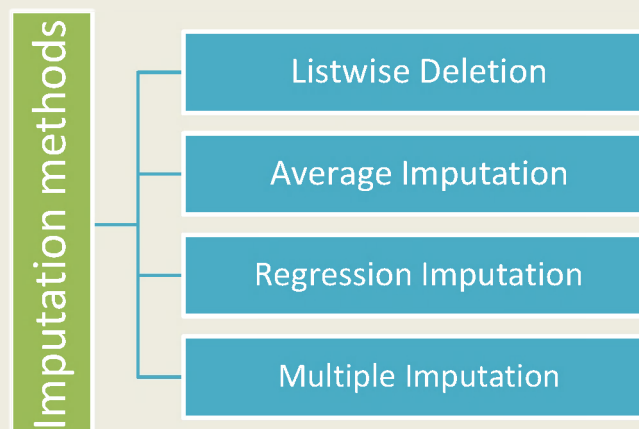 Imputation methods
Listwise Deletion
Average Imputation
Regression Imputation
Multiple Imputation